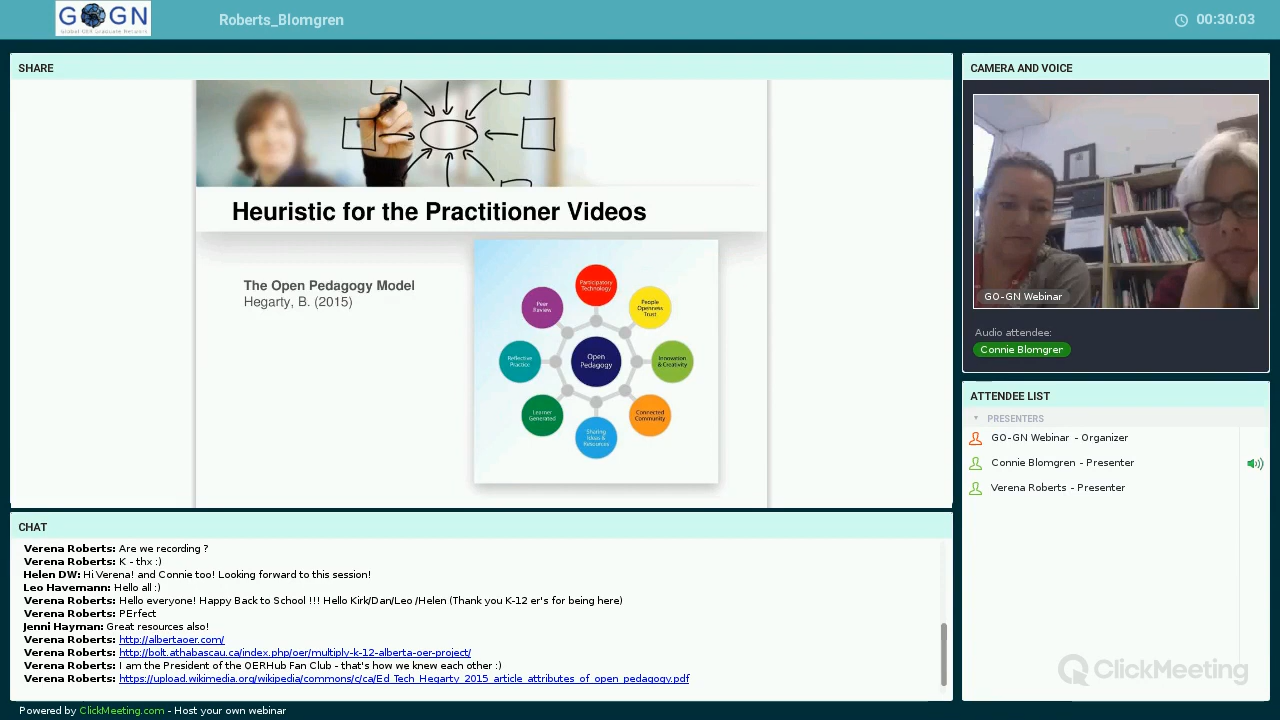 GOGN
Global OER Graduate Network
Roberts_Blomgren
00:30:03
SHARE
Heuristic for the Practitioner Videos
The Open Pedagogy Model
Hegarty, B. (2015)
Participatory
Technology
People
Openness
Trust
Innovation
& Creativity
Connected
Community
Sharing
Ideas &
Resources
Learner
Generated
Reflective
Practice
Peer
Review
Open
Pedagogy
CAMERA AND VOICE
GO-GN Webinar
Audio attendee:
Connie Blomgren
ATTENDEE LIST
PRESENTERS
GO-GN Webinar - Organizer
Connie Blomgren - Presenter
Verena Roberts - Presenter
CHAT
Verena Roberts: Are we recording ?
Verena Roberts: K - thx :)
Helen DW: Hi Verena! and Connie too! Looking forward to this session!
Leo Havemann: Hello all :)
Verena Roberts: Hello everyone! Happy Back to School !!! Hello Kirk/Dan/Leo /Helen (Thank you K-12 er's for being here)
Verena Roberts: PErfect
Jenni Hayman: Great resources also!
Verena Roberts: http://albertaoer.com/
Verena Roberts: http://bolt.athabascau.ca/index.php/oer/multiply-k-12-alberta-oer-project/
Verena Roberts: I am the President of the OERHub Fan Club - that's how we knew each other :)
Verena Roberts: https://upload.wikimedia.org/wikipedia/commons/c/ca/Ed_Tech_Hegarty_2015_article_attributes_of_open_pedagogy.pdf
ClickMeeting
Powered by ClickMeeting.com - Host your own webinar